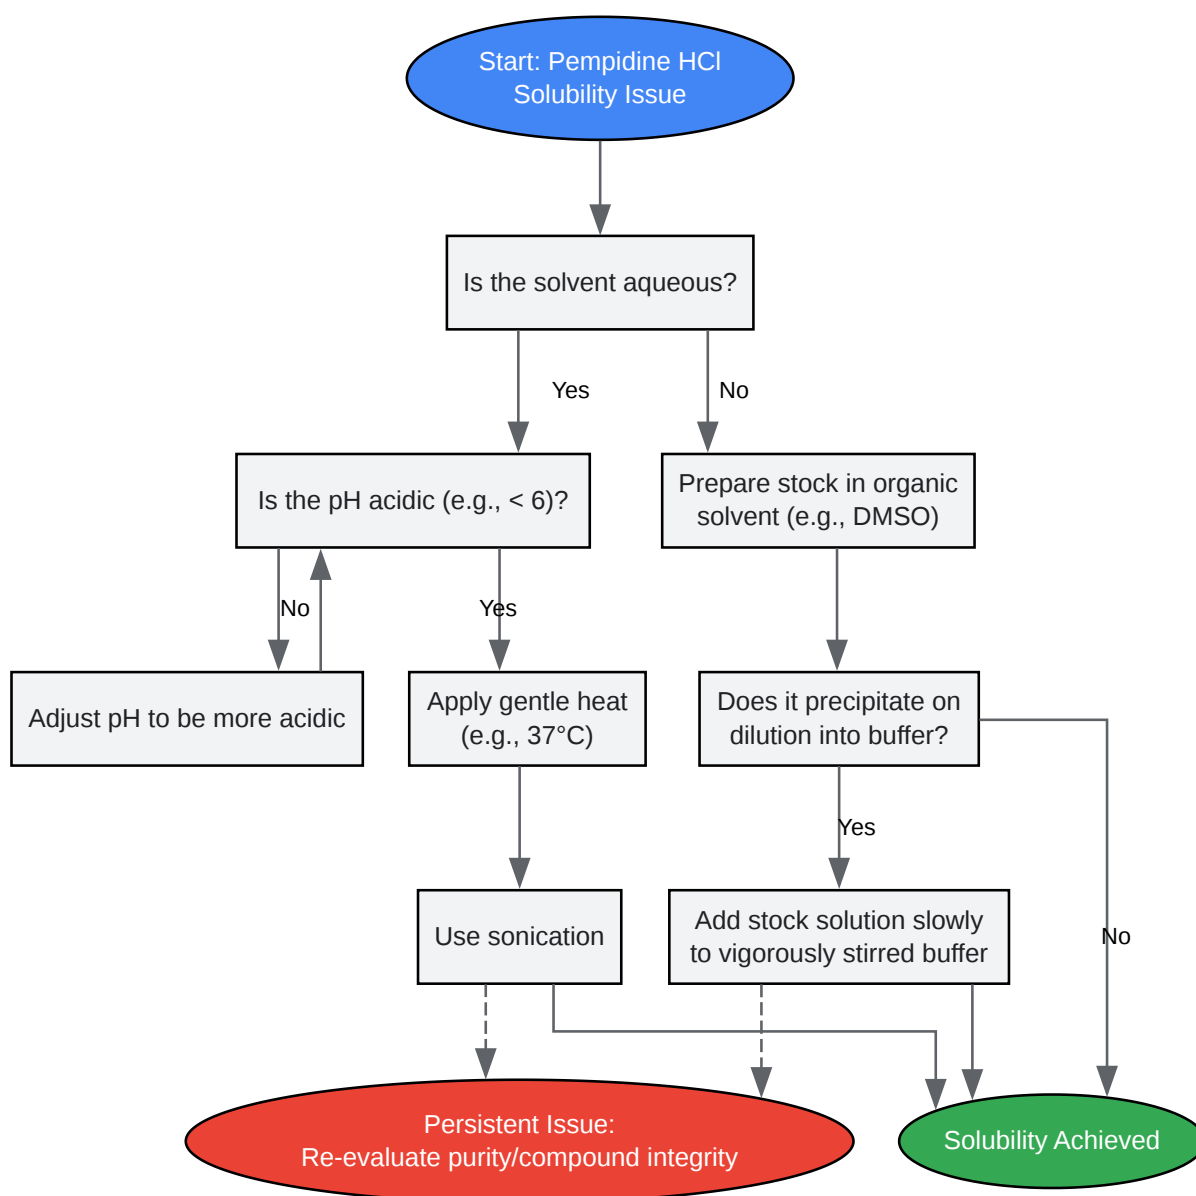 Start: Pempidine HCl
Solubility Issue
Is the solvent aqueous?
Yes
No
Is the pH acidic (e.g., < 6)?
Prepare stock in organic
solvent (e.g., DMSO)
No
Yes
Adjust pH to be more acidic
Apply gentle heat
(e.g., 37°C)
Does it precipitate on
dilution into buffer?
Yes
Use sonication
Add stock solution slowly
to vigorously stirred buffer
No
Persistent Issue:
Re-evaluate purity/compound integrity
Solubility Achieved